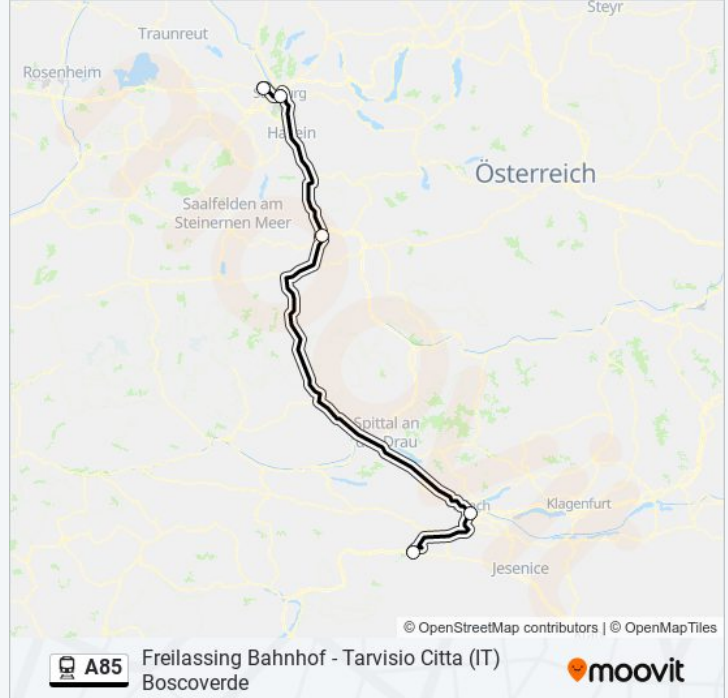 Steyr
Traunreut
Rosenheim
Hallein
Österreich
Saalfelden am
Steinernen Meer
Spittal an
der Drau
Klagenfurt
Jesenice
© OpenStreetMap contributors | © OpenMapTiles
A85
Freilassing Bahnhof - Tarvisio Citta (IT)
Boscoverde
moovit